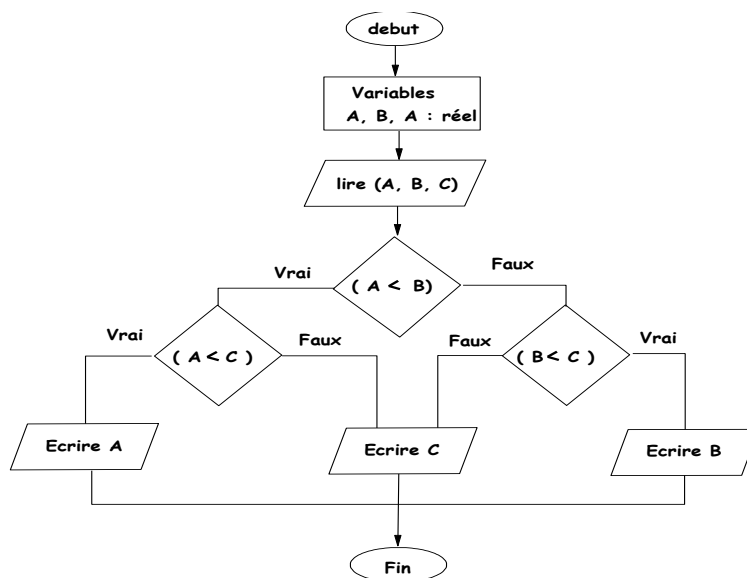 debut
Variables
A, B, A : réel
lire (A, B, C)
( A < B)
Vrai
Faux
( A < C )
Vrai
Faux
( B< C )
Faux
Vrai
Ecrire A
Ecrire C
Ecrire B
Fin